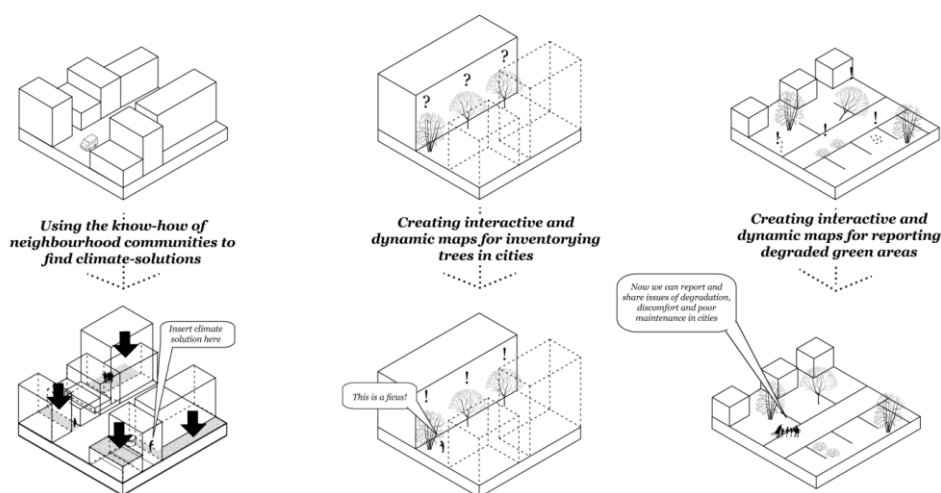 ? ? ?
!
! ! !
Using the know-how of
neighbourhood communities to
find climate-solutions
Creating interactive and
dynamic maps for inventorying
trees in cities
Creating interactive and
dynamic maps for reporting
degraded green areas
Insert climate
solution here
This is a ficus!
! ! !
Now we can report and
share issues of degradation,
discomfort and poor
maintenance in cities